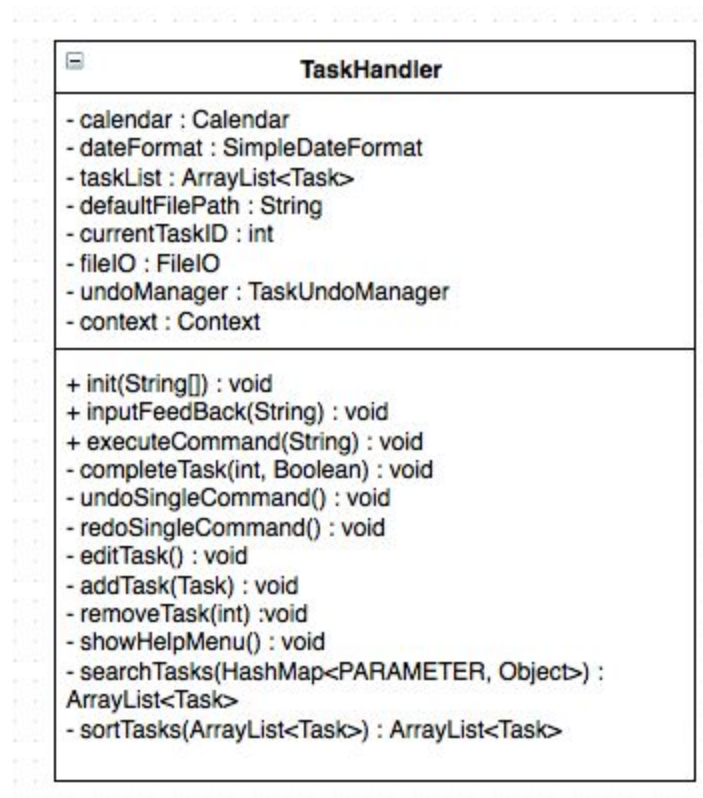 TaskHandler
- calendar : Calendar
- dateFormat : SimpleDateFormat
- taskList : ArrayList<Task>
- defaultFilePath : String
- currentTaskID : int
- fileIO : FileIO
- undoManager : TaskUndoManager
- context : Context
+ init(String[]) : void
+ inputFeedBack(String) : void
+ executeCommand(String) : void
- completeTask(int, Boolean) : void
- undoSingleCommand() : void
- redoSingleCommand() : void
- editTask() : void
- addTask(Task) : void
- removeTask(int) :void
- showHelpMenu() : void
- searchTasks(HashMap<PARAMETER, Object>) :
ArrayList<Task>
- sortTasks(ArrayList<Task>) : ArrayList<Task>